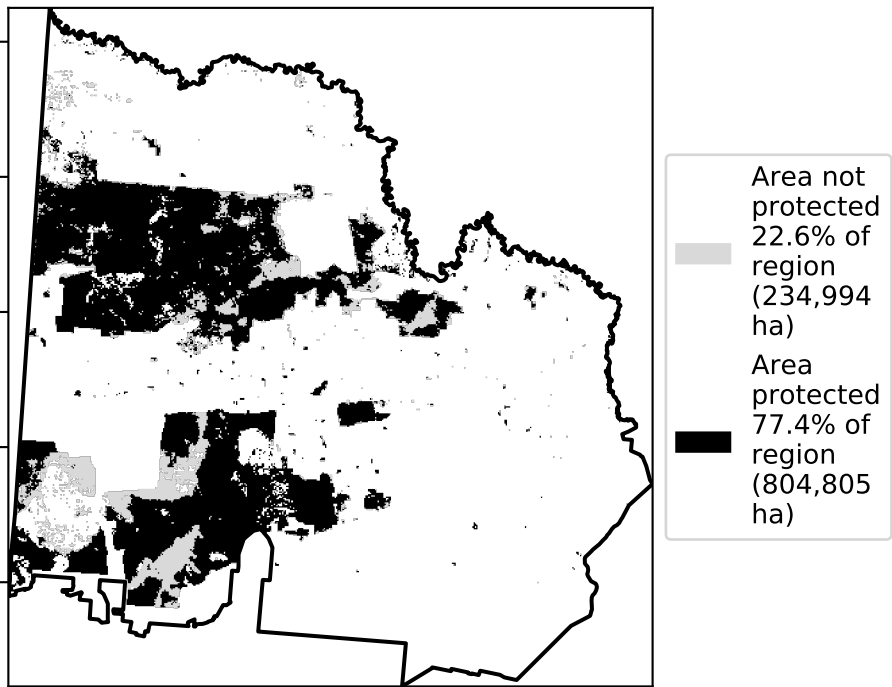 Area not
protected
22.6% of
region
(234,994
ha)
Area
protected
77.4% of
region
(804,805
ha)